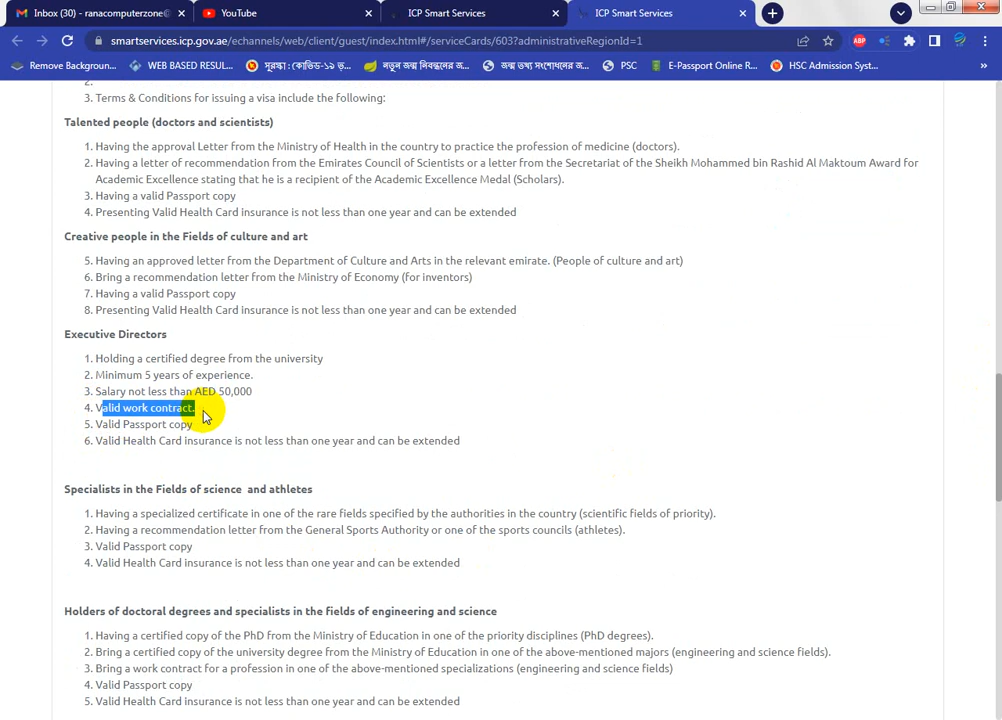 Inbox (30) - ranacomputerzone@
YouTube
ICP Smart Services
ICP Smart Services
smartservices.icp.gov.ae/echannels/web/client/guest/index.html#/serviceCards/603?administrativeRegionId=1
ABP
Remove Background...
WEB BASED RESUL...
সুরক্ষা : কোভিড-১৯ ভ্...
নতুন জন্ম নিবন্ধনের জ...
জন্ম তথ্য সংশোধনের জ...
PSC
E-Passport Online R...
HSC Admission Syst...
»
2.
3. Terms & Conditions for issuing a visa include the following:
Talented people (doctors and scientists)
1. Having the approval Letter from the Ministry of Health in the country to practice the profession of medicine (doctors).
2. Having a letter of recommendation from the Emirates Council of Scientists or a letter from the Secretariat of the Sheikh Mohammed bin Rashid Al Maktoum Award for
Academic Excellence stating that he is a recipient of the Academic Excellence Medal (Scholars).
3. Having a valid Passport copy
4. Presenting Valid Health Card insurance is not less than one year and can be extended
Creative people in the Fields of culture and art
5. Having an approved letter from the Department of Culture and Arts in the relevant emirate. (People of culture and art)
6. Bring a recommendation letter from the Ministry of Economy (for inventors)
7. Having a valid Passport copy
8. Presenting Valid Health Card insurance is not less than one year and can be extended
Executive Directors
1. Holding a certified degree from the university
2. Minimum 5 years of experience.
3. Salary not less than AED 50,000
4. Valid work contract.
5. Valid Passport copy
6. Valid Health Card insurance is not less than one year and can be extended
Specialists in the Fields of science and athletes
1. Having a specialized certificate in one of the rare fields specified by the authorities in the country (scientific fields of priority).
2. Having a recommendation letter from the General Sports Authority or one of the sports councils (athletes).
3. Valid Passport copy
4. Valid Health Card insurance is not less than one year and can be extended
Holders of doctoral degrees and specialists in the fields of engineering and science
1. Having a certified copy of the PhD from the Ministry of Education in one of the priority disciplines (PhD degrees).
2. Bring a certified copy of the university degree from the Ministry of Education in one of the above-mentioned majors (engineering and science fields).
3. Bring a work contract for a profession in one of the above-mentioned specializations (engineering and science fields)
4. Valid Passport copy
5. Valid Health Card insurance is not less than one year and can be extended